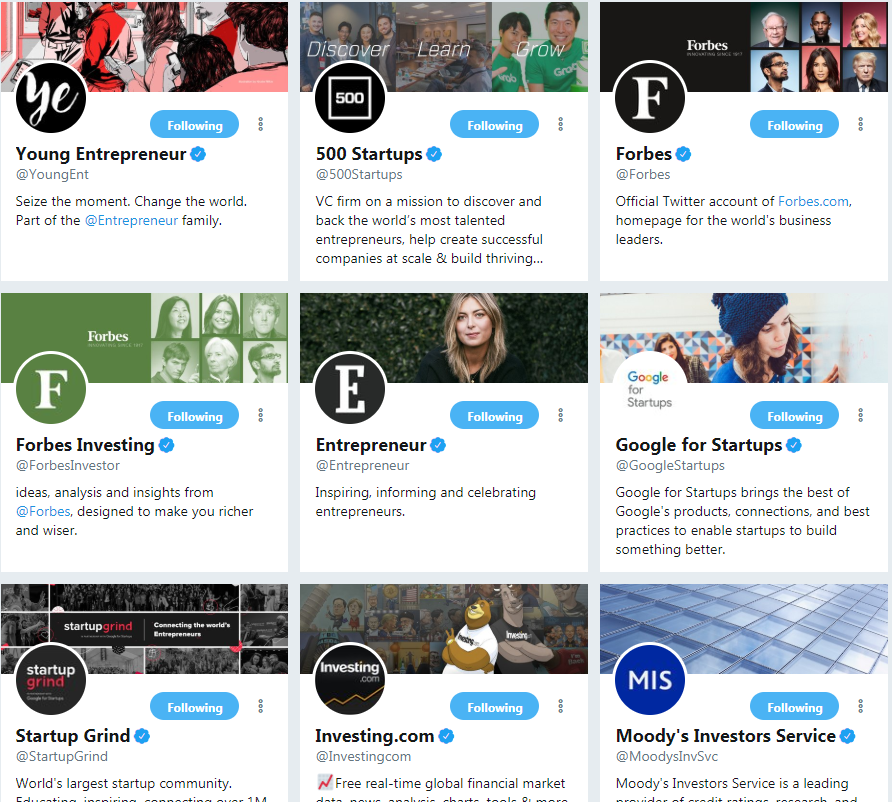 Discover Learn Grow
Grab
Forbes
INNOVATING SINCE 1917
Ye
500
F
Following
Following
Following
Young Entrepreneur
500 Startups
Forbes
@YoungEnt
@500Startups
@Forbes
Seize the moment. Change the world.
Part of the @Entrepreneur family.
VC firm on a mission to discover and
back the world's most talented
entrepreneurs, help create successful
companies at scale & build thriving...
Official Twitter account of Forbes.com,
homepage for the world's business
leaders.
Forbes
INNOVATING SINCE 1917
F
E
Google
for
Startups
Following
Following
Following
Forbes Investing
Entrepreneur
Google for Startups
@ForbesInvestor
@Entrepreneur
@GoogleStartups
ideas, analysis and insights from
@Forbes, designed to make you richer
and wiser.
Inspiring, informing and celebrating
entrepreneurs.
Google for Startups brings the best of
Google's products, connections, and best
practices to enable startups to build
something better.
startupgrind
Connecting the world's
Entrepreneurs
Investing
Investing
startup
grind
Google for Startups
Investing
.com
MIS
Following
Following
Following
Startup Grind
Investing.com
Moody's Investors Service
@StartupGrind
@Investingcom
@MoodysInvSvc
World's largest startup community.
Educating, inspiring, connecting over 1M
📈Free real-time global financial market
data, news, analysis, charts, tools & more
Moody's Investors Service is a leading
provider of credit ratings, research, and